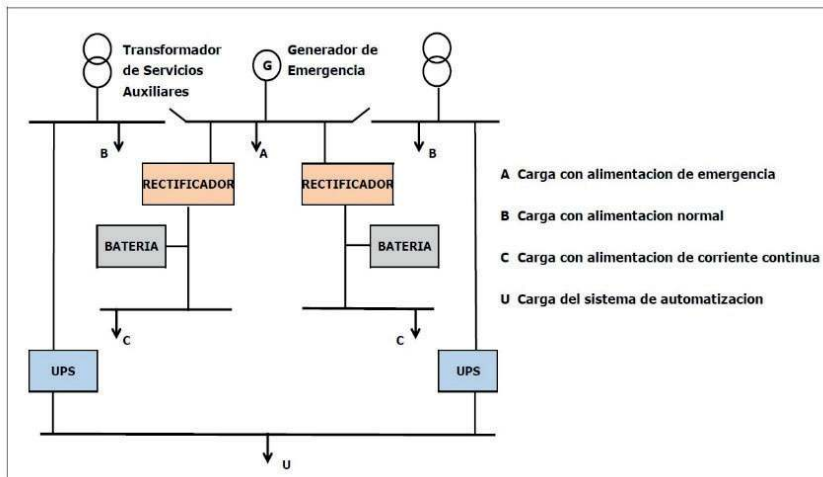 Transformador
de Servicios
Auxiliares
Generador de
Emergencia
G
B
A
B
RECTIFICADOR
RECTIFICADOR
BATERIA
BATERIA
C
C
UPS
UPS
U
A Carga con alimentacion de emergencia
B Carga con alimentacion normal
C Carga con alimentacion de corriente continua
U Carga del sistema de automatizacion